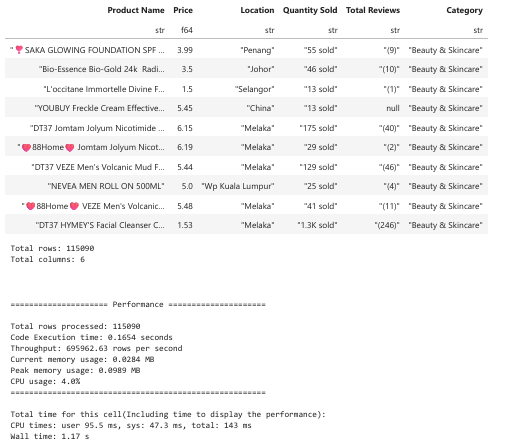 Product Name Price Location Quantity Sold Total Reviews Category
str f64 str str str str
"❣️SAKA GLOWING FOUNDATION SPF … 3.99 "Penang" "55 sold" "(9)" "Beauty & Skincare"
"Bio-Essence Bio-Gold 24k  Radi… 3.5 "Johor" "46 sold" "(10)" "Beauty & Skincare"
"L'occitane Immortelle Divine F… 1.5 "Selangor" "13 sold" "(1)" "Beauty & Skincare"
"YOUBUY Freckle Cream Effective… 5.45 "China" "13 sold" null "Beauty & Skincare"
"DT37 Jomtam Jolyum Nicotimide … 6.15 "Melaka" "175 sold" "(40)" "Beauty & Skincare"
"❤️88Home❤️ Jomtam Jolyum Nicot… 6.19 "Melaka" "29 sold" "(2)" "Beauty & Skincare"
"DT37 VEZE Men's Volcanic Mud F… 5.44 "Melaka" "129 sold" "(46)" "Beauty & Skincare"
"NEVEA MEN ROLL ON 500ML" 5.0 "Wp Kuala Lumpur" "25 sold" "(4)" "Beauty & Skincare"
"❤️88Home❤️ VEZE Men's Volcanic… 5.48 "Melaka" "41 sold" "(11)" "Beauty & Skincare"
"DT37 HYMEY'S Facial Cleanser C… 1.53 "Melaka" "1.3K sold" "(246)" "Beauty & Skincare"
Total rows: 115090
Total columns: 6
===================== Performance =====================
Total rows processed: 115090
Code Execution time: 0.1654 seconds
Throughput: 695962.63 rows per second
Current memory usage: 0.0284 MB
Peak memory usage: 0.0989 MB
CPU usage: 4.0%
=======================================================
Total time for this cell(Including time to display the performance):
CPU times: user 95.5 ms, sys: 47.3 ms, total: 143 ms
Wall time: 1.17 s